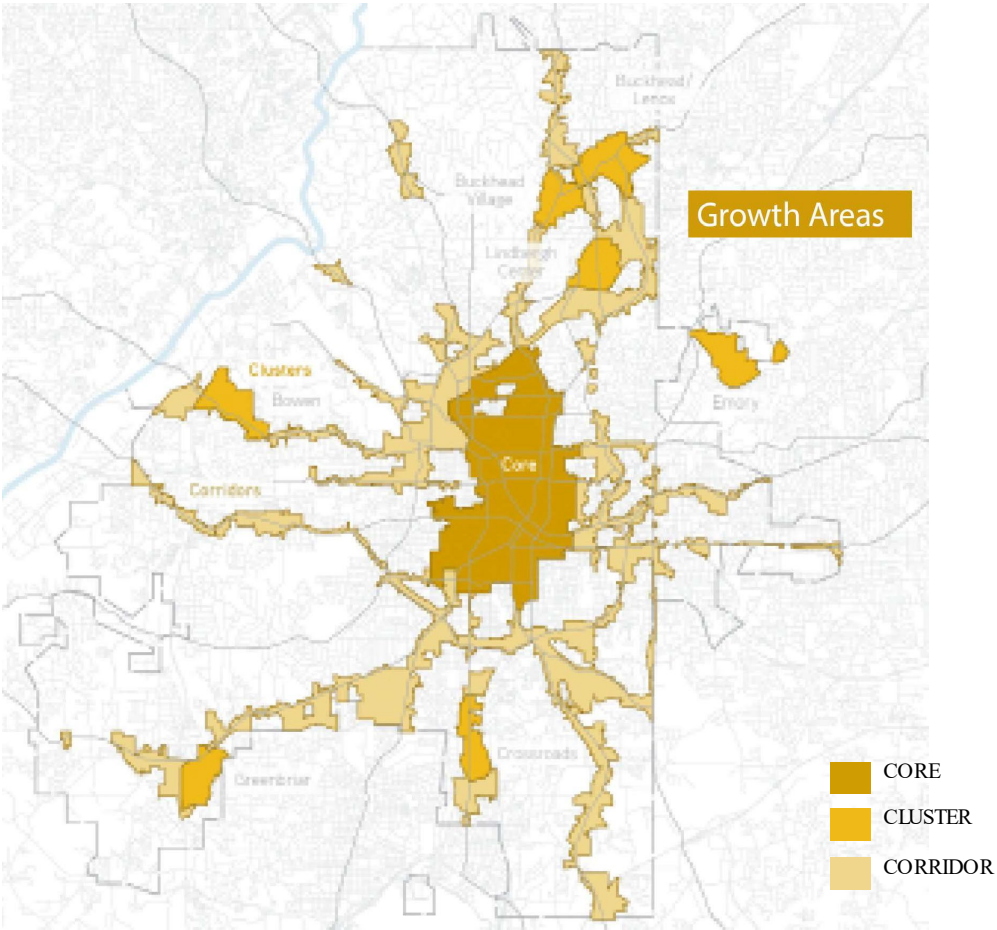 Buckhead/
Lenox
Buckhead
Village
Growth Areas
Lindbergh
Center
Clusters
Bowen
Emory
Core
Corridors
Crossroads
Greenbriar
CORE
CLUSTER
CORRIDOR